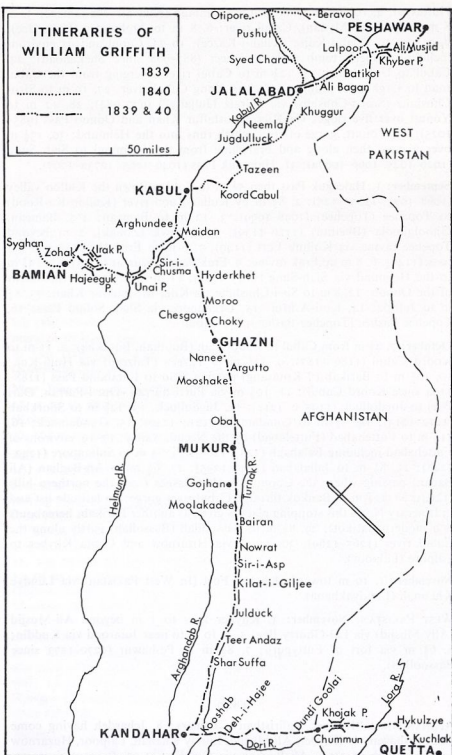 ITINERARIES OF
WILLIAM GRIFFITH
1839
1840
1839 & 40
50 miles
Otipore
Beravol
PESHAWAR
Pushut
Lalpoor
Ali Musjid
Khyber P.
Syed Chara
Batikot
JALALABAD
Ali Bagan
Kabul R.
Khuggur
Neemla
Jugdulluck
WEST
PAKISTAN
Tazeen
KABUL
Koord Cabul
Arghundee
Maidan
Syghan
Zohak
Irak P.
Sir-i-
Chusma
BAMIAN
Hajeeguk
P.
Unai P.
Hyderkhet
Moroo
Chesgow
Choky
GHAZNI
Nanee
Argutto
Mooshake
AFGHANISTAN
Oba
MUKUR
Helmund R.
Turnak R.
Gojhan
Moolakadee
Bairan
Nowrat
Sir-i-Asp
Kilat-i-Giljee
Julduck
Arghandab R.
Teer Andaz
Shar Suffa
Kooshab
Deh-i-Hajee
Dundi Goolai
Khojak P.
Lora R.
Hykulzye
KANDAHAR
Chummun
Kuchlak
Dori R.
QUETTA